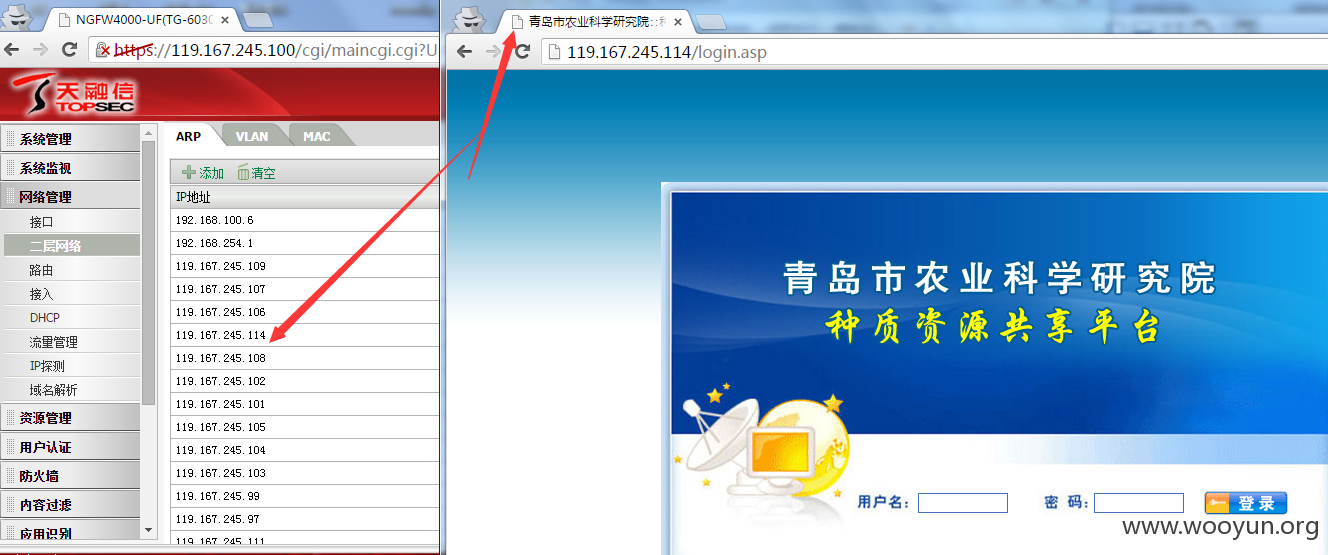 NGFW4000-UF(TG-603(
https://119.167.245.100/cgi/maincgi.cgi?U
天融信
TOPSEC
系统管理
系统监视
网络管理
接口
二层网络
路由
接入
DHCP
流量管理
IP探测
域名解析
资源管理
用户认证
防火墙
内容过滤
应用识别
ARP
VLAN
MAC
添加
清空
IP地址
192.168.100.6
192.168.254.1
119.167.245.109
119.167.245.107
119.167.245.106
119.167.245.114
119.167.245.108
119.167.245.102
119.167.245.101
119.167.245.105
119.167.245.104
119.167.245.103
119.167.245.99
119.167.245.97
119.167.245.111
青岛市农业科学研究院::
119.167.245.114/login.asp
青岛市农业科学研究院
种质资源共享平台
用户名:
密 码:
登 录
www.wooyun.org